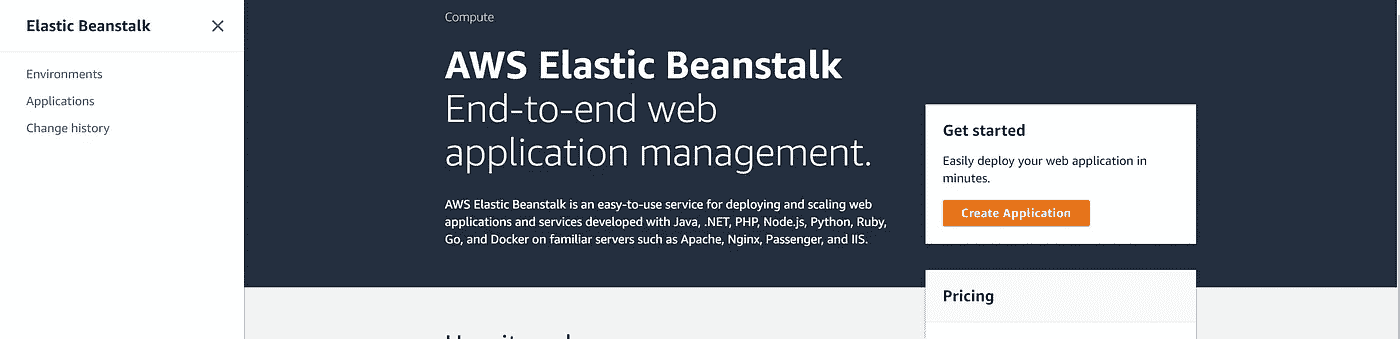 Elastic Beanstalk
Environments
Applications
Change history
Compute
AWS Elastic Beanstalk
End-to-end web
application management.
AWS Elastic Beanstalk is an easy-to-use service for deploying and scaling web
applications and services developed with Java, .NET, PHP, Node.js, Python, Ruby,
Go, and Docker on familiar servers such as Apache, Nginx, Passenger, and IIS.
Get started
Easily deploy your web application in
minutes.
Create Application
Pricing